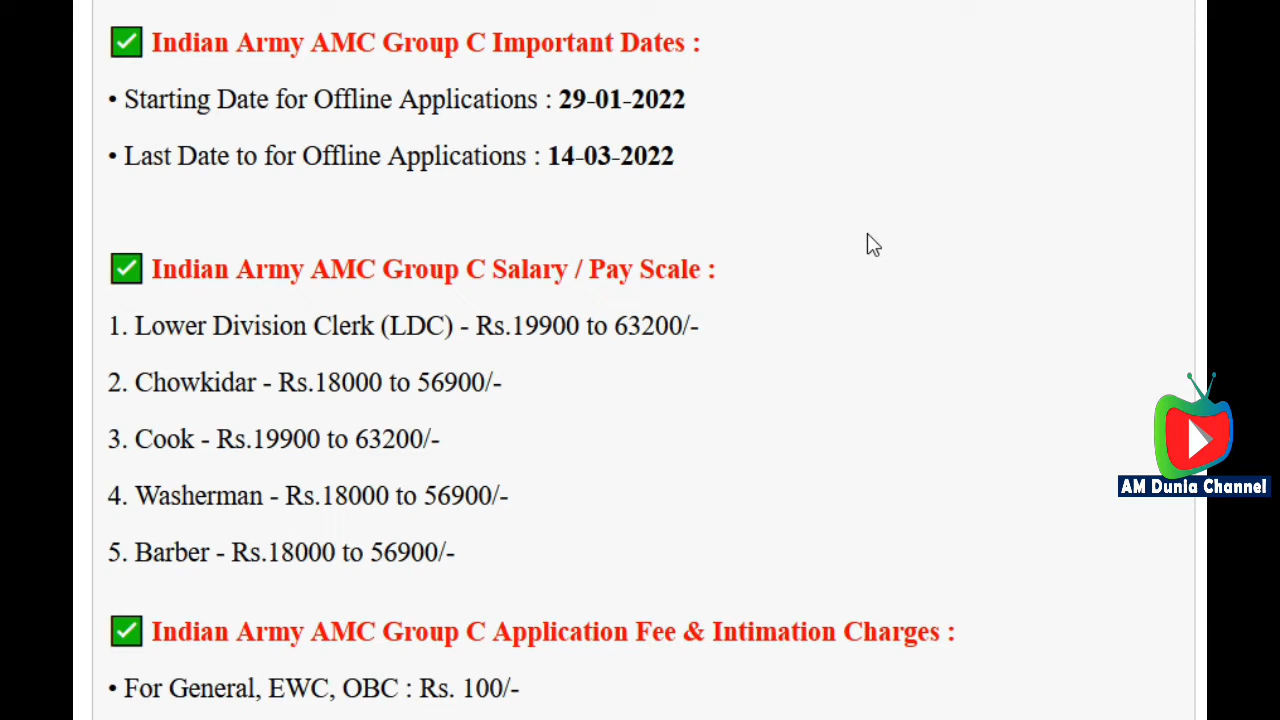 Indian Army AMC Group C Important Dates :
• Starting Date for Offline Applications : 29-01-2022
• Last Date to for Offline Applications : 14-03-2022
Indian Army AMC Group C Salary / Pay Scale :
1. Lower Division Clerk (LDC) - Rs.19900 to 63200/-
2. Chowkidar - Rs.18000 to 56900/-
3. Cook - Rs.19900 to 63200/-
4. Washerman - Rs.18000 to 56900/-
5. Barber - Rs.18000 to 56900/-
AM Dunia Channel
Indian Army AMC Group C Application Fee & Intimation Charges :
• For General, EWC, OBC : Rs. 100/-